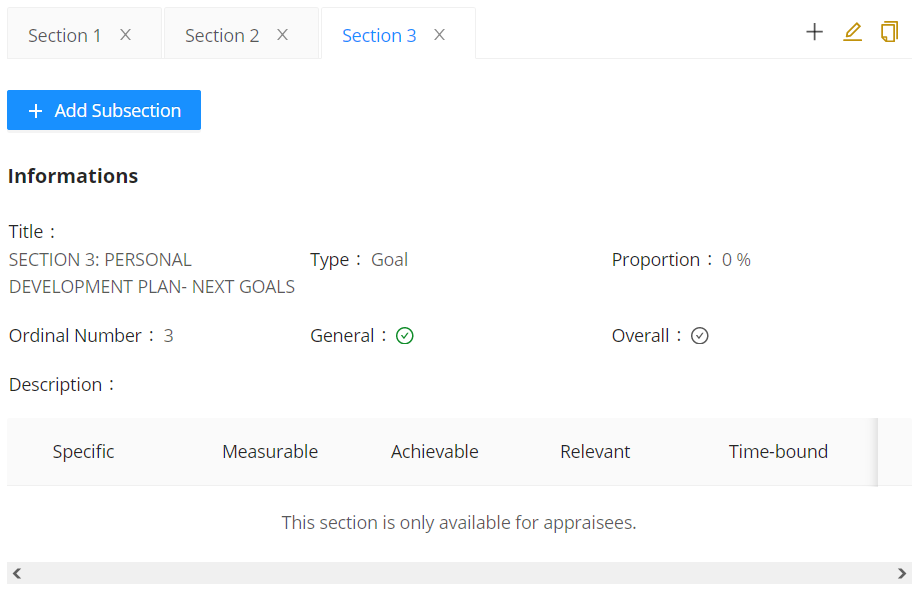 Section 1
Section 2
Section 3
Add Subsection
Informations
Title :
SECTION 3: PERSONAL
DEVELOPMENT PLAN- NEXT GOALS
Type : Goal
Proportion : 0 %
Ordinal Number : 3
General :
Overall :
Description :
Specific Measurable Achievable Relevant Time-bound
This section is only available for appraisees.